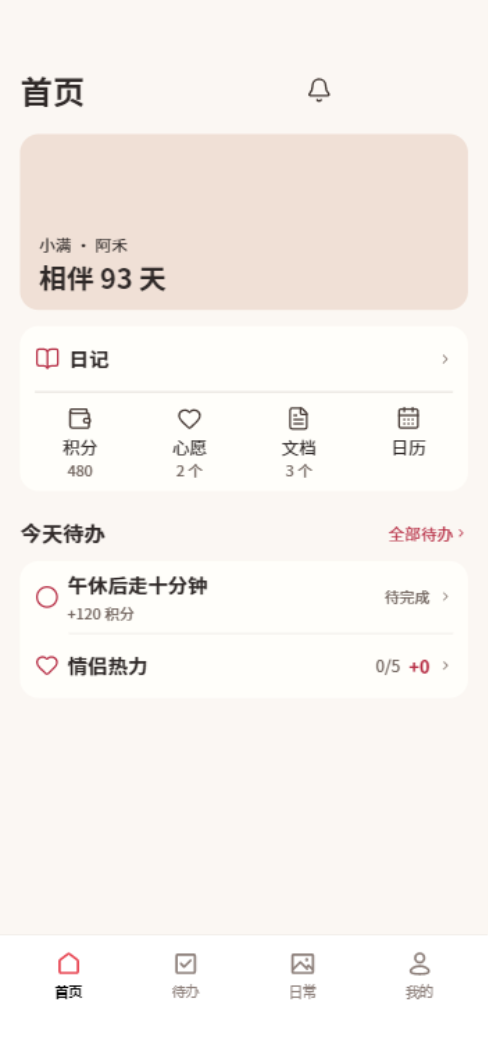 首页
小满 · 阿禾
相伴 93 天
日记
积分 心愿 文档 日历
480 2 个 3 个
今天待办 全部待办
午休后走十分钟 待完成
+120 积分
情侣热力 0/5 +0
首页 待办 日常 我的